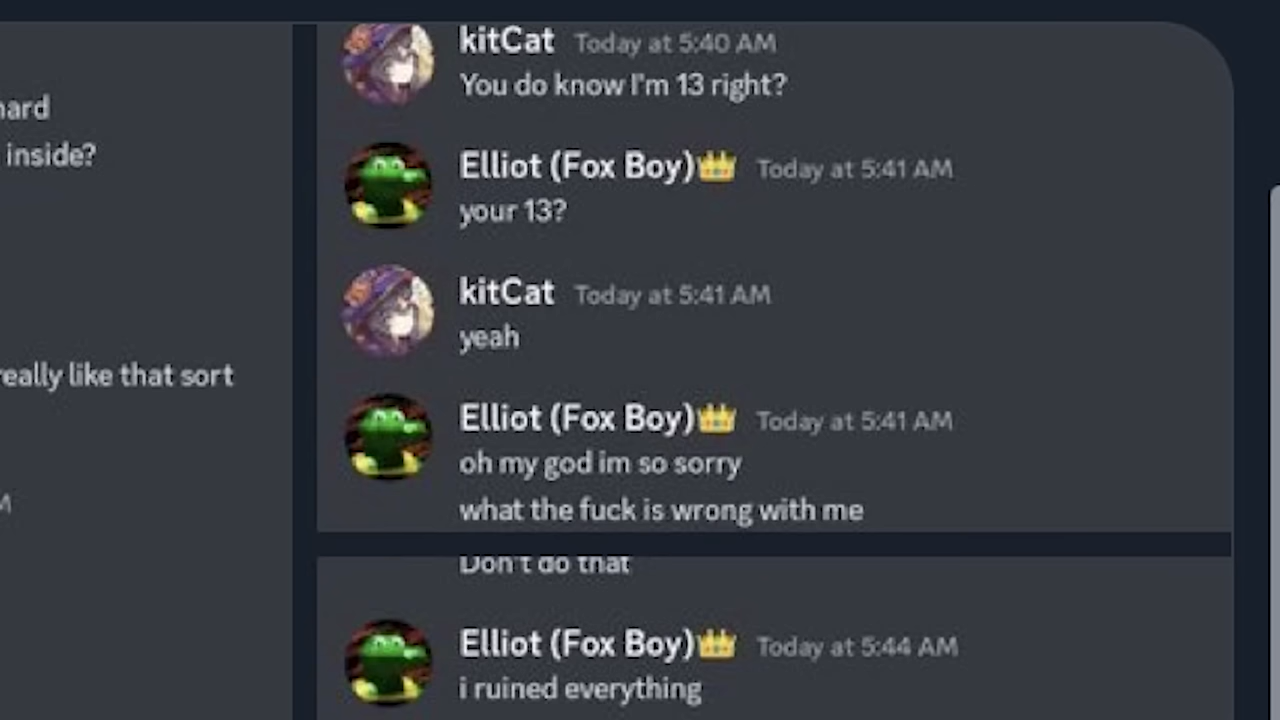 hard
inside?
really like that sort
M
kitCat Today at 5:40 AM
You do know I'm 13 right?
Elliot (Fox Boy)👑 Today at 5:41 AM
your 13?
kitCat Today at 5:41 AM
yeah
Elliot (Fox Boy)👑 Today at 5:41 AM
oh my god im so sorry
what the fuck is wrong with me
Don't do that
Elliot (Fox Boy)👑 Today at 5:44 AM
i ruined everything